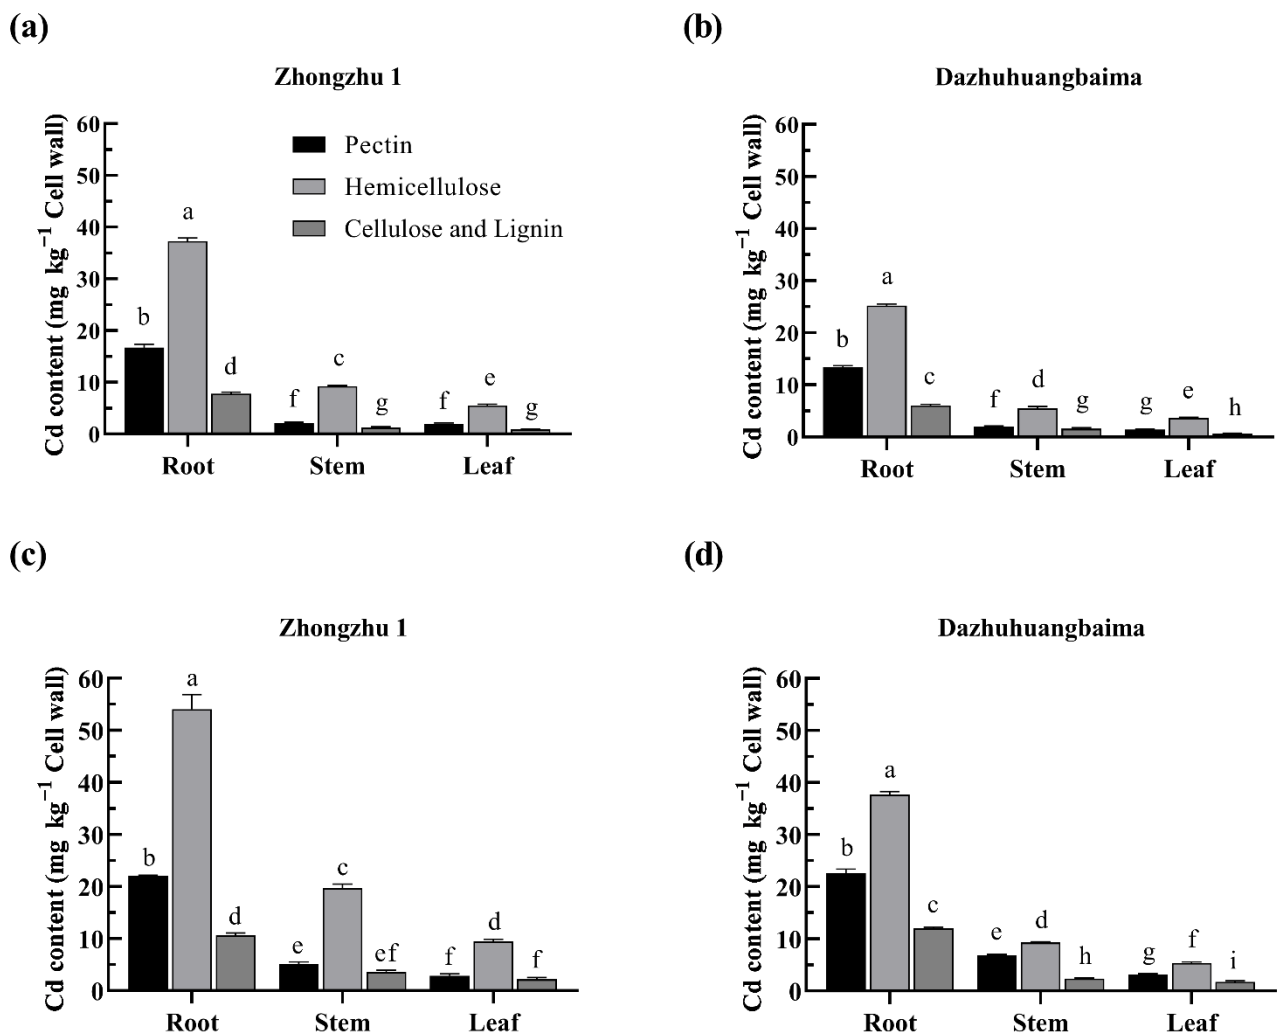 (a)
Zhongzhu 1
Cd content (mg kg⁻¹ Cell wall)
60
50
40
30
20
10
0
Pectin
Hemicellulose
Cellulose and Lignin
b
a
d
f
c
g
f
e
g
Root
Stem
Leaf
(b)
Dazhuhuangbaima
Cd content (mg kg⁻¹ Cell wall)
60
50
40
30
20
10
0
b
a
c
f
d
g
g
e
h
Root
Stem
Leaf
(c)
Zhongzhu 1
Cd content (mg kg⁻¹ Cell wall)
60
50
40
30
20
10
0
b
a
d
e
c
ef
f
d
f
Root
Stem
Leaf
(d)
Dazhuhuangbaima
Cd content (mg kg⁻¹ Cell wall)
60
50
40
30
20
10
0
b
a
c
e
d
h
g
f
i
Root
Stem
Leaf